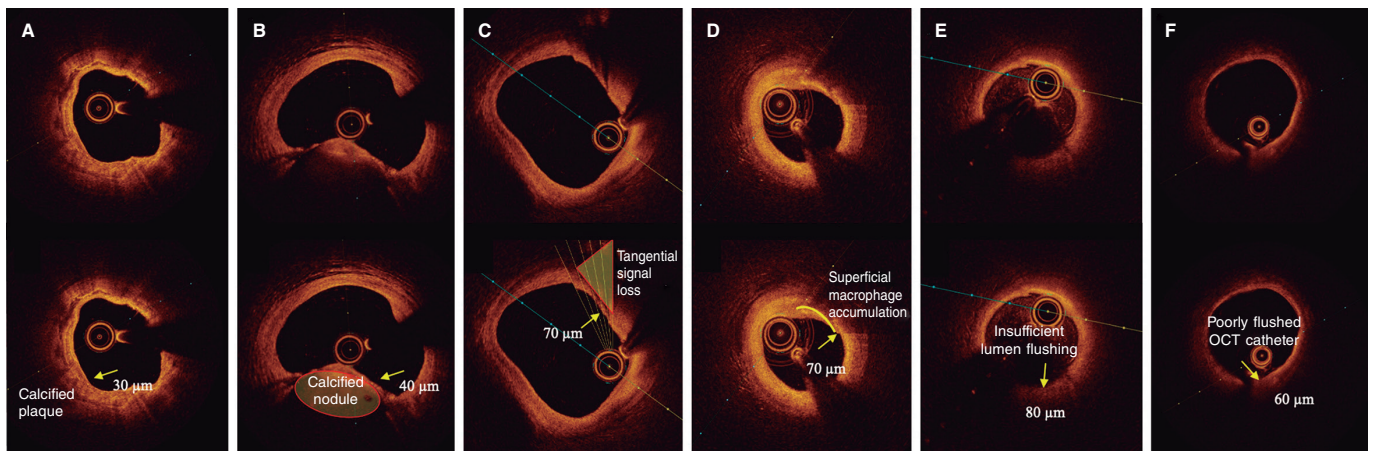 A
B
C
D
E
F
30 μm
Calcified
plaque
Calcified
nodule
40 μm
Tangential
signal
loss
70 μm
Superficial
macrophage
accumulation
70 μm
Insufficient
lumen flushing
80 μm
Poorly flushed
OCT catheter
60 μm